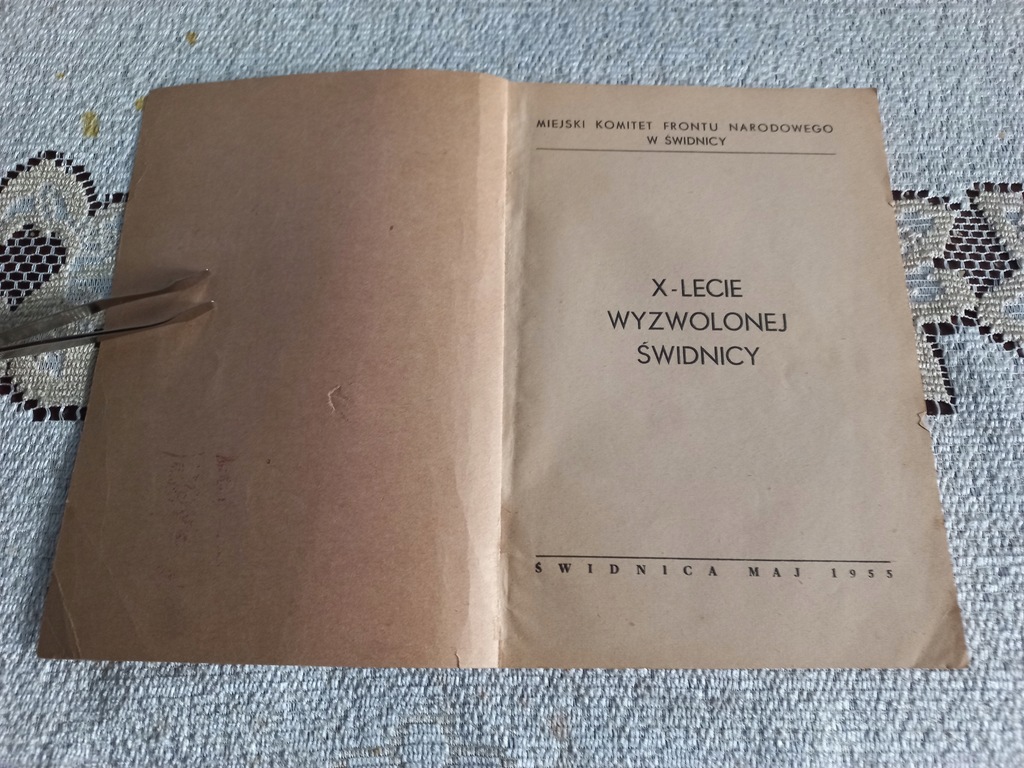 MIEJSKI KOMITET FRONTU NARODOWEGO
W ŚWIDNICY
X-LECIE
WYZWOLONEJ
ŚWIDNICY
ŚWIDNICA MAJ 1955